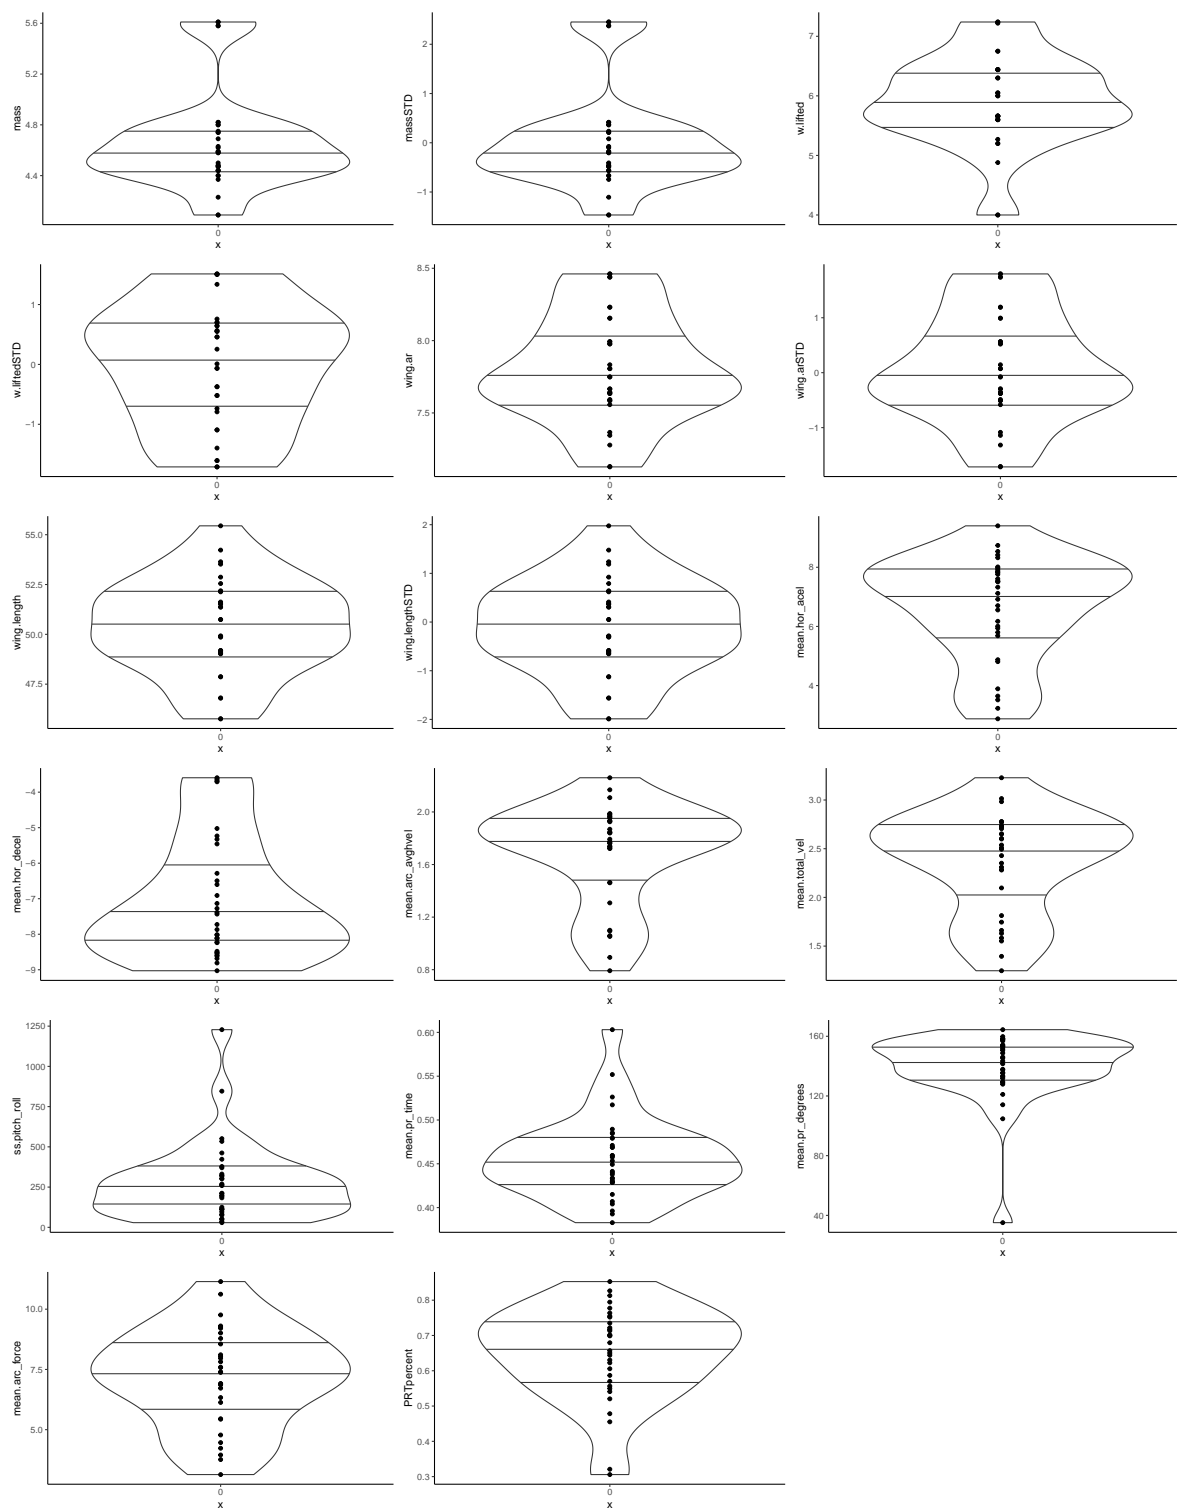 5.6
5.2
4.8
4.4
mass
0
x
2
1
0
−1
massSTD
0
x
7
6
5
4
w.lifted
0
x
1
0
−1
w.liftedSTD
0
x
8.5
8.0
7.5
wing.ar
0
x
1
0
−1
wing.arSTD
0
x
55.0
52.5
50.0
47.5
wing.length
0
x
2
1
0
−1
−2
wing.lengthSTD
0
x
8
6
4
mean.hor_acel
0
x
−4
−5
−6
−7
−8
−9
mean.hor_decel
0
x
2.0
1.6
1.2
0.8
mean.arc_avghvel
0
x
3.0
2.5
2.0
1.5
mean.total_vel
0
x
1250
1000
750
500
250
0
ss.pitch_roll
0
x
0.60
0.55
0.50
0.45
0.40
mean.pr_time
0
x
160
120
80
40
mean.pr_degrees
0
x
10.0
7.5
5.0
mean.arc_force
0
x
0.8
0.7
0.6
0.5
0.4
0.3
PRTpercent
0
x